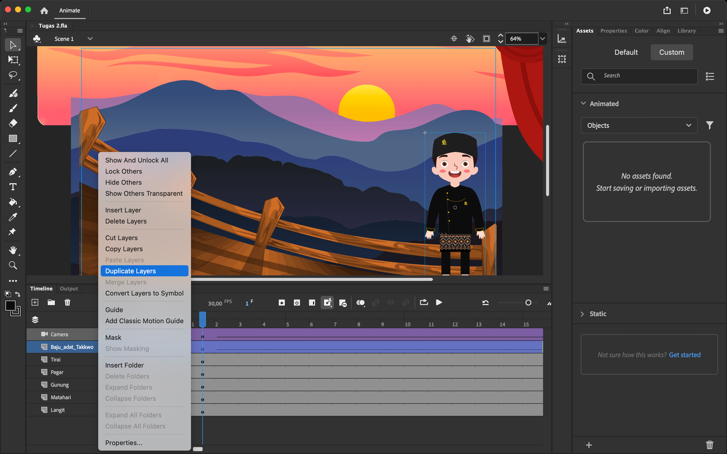 Animate
Tugas 2.fla
Scene 1
64%
Assets
Properties
Color
Align
Library
Default
Custom
Search
Animated
Objects
No assets found.
Start saving or importing assets.
Static
Not sure how this works? Get started
Show And Unlock All
Lock Others
Hide Others
Show Others Transparent
Insert Layer
Delete Layers
Cut Layers
Copy Layers
Paste Layers
Duplicate Layers
Merge Layers
Convert Layers to Symbol
Guide
Add Classic Motion Guide
Mask
Show Masking
Insert Folder
Delete Folders
Expand Folders
Collapse Folders
Expand All Folders
Collapse All Folders
Properties...
Timeline
Output
30,00 FPS
1 F
1 2 3 4 5 6 7 8 9 10 11 12 13 14 15
Camera
Baju_adat_Takkwo
Tirai
Pagar
Gunung
Matahari
Langit